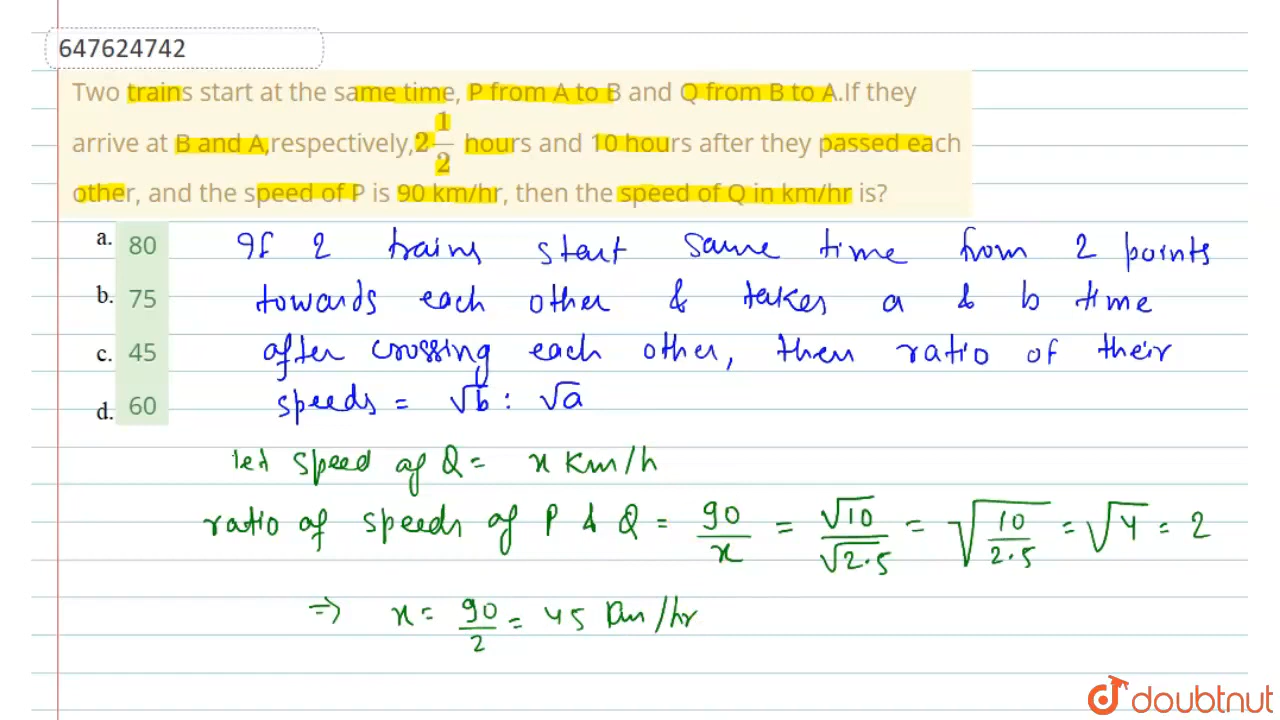 647624742
Two trains start at the same time, P from A to B and Q from B to A.If they
arrive at B and A,respectively,2 1/2 hours and 10 hours after they passed each
other, and the speed of P is 90 km/hr, then the speed of Q in km/hr is?
a. 80
b. 75
c. 45
d. 60
If 2 trains start same time from 2 points
towards each other & takes a & b time
after crossing each other, then ratio of their
speeds = √b : √a
let speed of Q = x Km/h
ratio of speeds of P & Q = 90/x = √10/√2.5 = √(10/2.5) = √4 = 2
⇒ x = 90/2 = 45 Km/hr
doubtnut